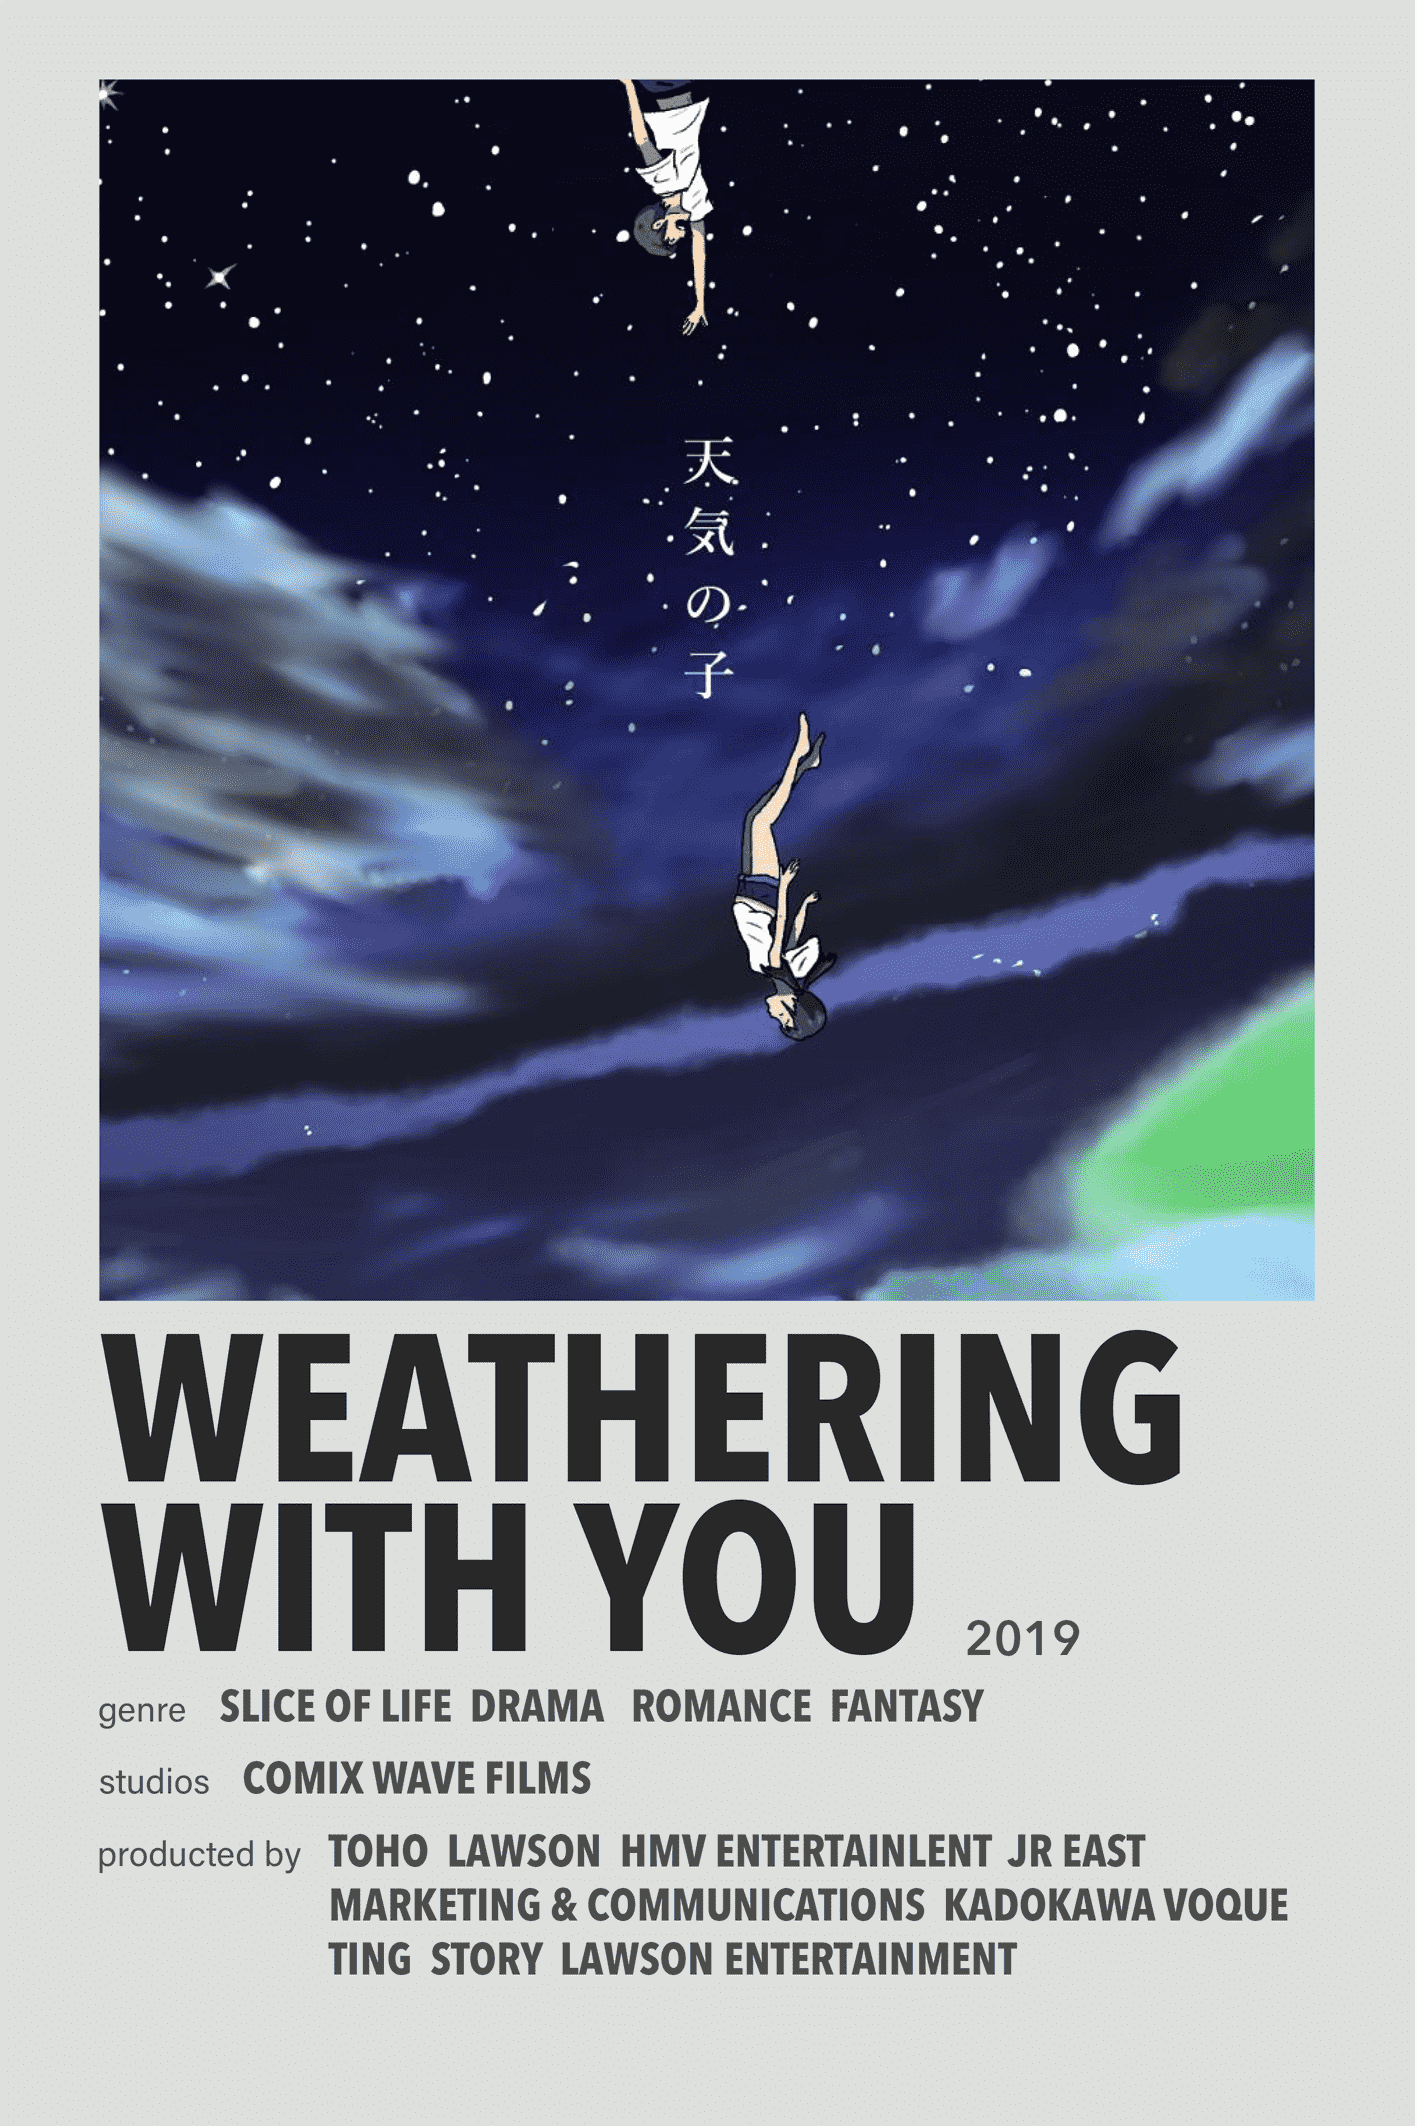 天気の子
WEATHERING
WITH YOU 2019
genre SLICE OF LIFE DRAMA ROMANCE FANTASY
studios COMIX WAVE FILMS
producted by TOHO LAWSON HMV ENTERTAINLENT JR EAST
MARKETING & COMMUNICATIONS KADOKAWA VOQUE
TING STORY LAWSON ENTERTAINMENT